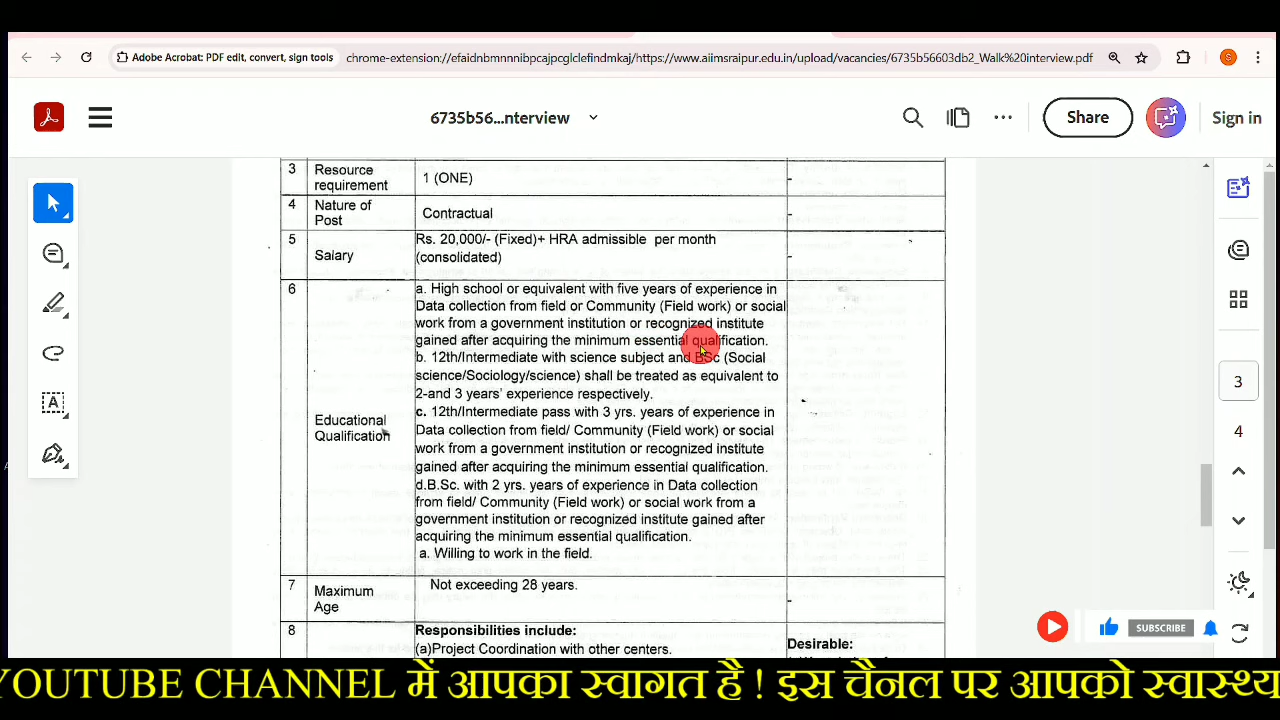 Adobe Acrobat: PDF edit, convert, sign tools
chrome-extension://efaidnbmnnnibpcajpcglclefindmkaj/https://www.aiimsraipur.edu.in/upload/vacancies/6735b56603db2_Walk%20interview.pdf
S
6735b56...nterview
Share
Sign in
3 Resource requirement 1 (ONE) -
4 Nature of Post Contractual -
5 Salary Rs. 20,000/- (Fixed)+ HRA admissible per month
(consolidated) -
6 Educational Qualification
a. High school or equivalent with five years of experience in
Data collection from field or Community (Field work) or social
work from a government institution or recognized institute
gained after acquiring the minimum essential qualification.
b. 12th/Intermediate with science subject and BSc (Social
science/Sociology/science) shall be treated as equivalent to
2-and 3 years' experience respectively.
c. 12th/Intermediate pass with 3 yrs. years of experience in
Data collection from field/ Community (Field work) or social
work from a government institution or recognized institute
gained after acquiring the minimum essential qualification.
d.B.Sc. with 2 yrs. years of experience in Data collection
from field/ Community (Field work) or social work from a
government institution or recognized institute gained after
acquiring the minimum essential qualification.
a. Willing to work in the field.
7 Maximum Age Not exceeding 28 years. -
8 Responsibilities include:
(a)Project Coordination with other centers.
Desirable:
3
4
SUBSCRIBE
YOUTUBE CHANNEL में आपका स्वागत है ! इस चैनल पर आपको स्वास्थ्य